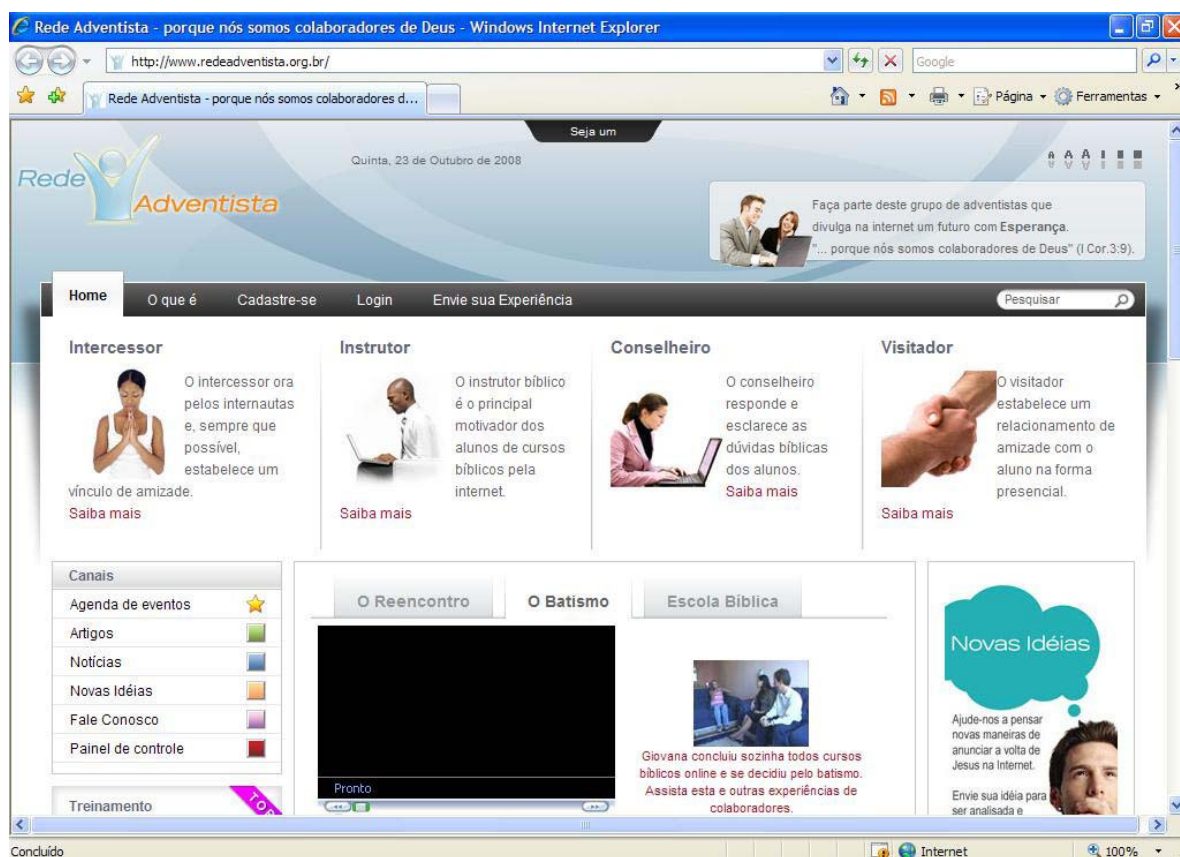 Rede Adventista - porque nós somos colaboradores de Deus - Windows Internet Explorer
http://www.redeadventista.org.br/
Google
Rede Adventista - porque nós somos colaboradores d...
Página
Ferramentas
Seja um
Rede
Adventista
Quinta, 23 de Outubro de 2008
A A A
Faça parte deste grupo de adventistas que
divulga na internet um futuro com Esperança.
"... porque nós somos colaboradores de Deus" (I Cor.3:9).
Home
O que é
Cadastre-se
Login
Envie sua Experiência
Pesquisar
Intercessor
O intercessor ora
pelos internautas
e, sempre que
possível,
estabelece um
vínculo de amizade.
Saiba mais
Instrutor
O instrutor bíblico
é o principal
motivador dos
alunos de cursos
bíblicos pela
internet.
Saiba mais
Conselheiro
O conselheiro
responde e
esclarece as
dúvidas bíblicas
dos alunos.
Saiba mais
Visitador
O visitador
estabelece um
relacionamento de
amizade com o
aluno na forma
presencial.
Saiba mais
Canais
Agenda de eventos
Artigos
Notícias
Novas Idéias
Fale Conosco
Painel de controle
Treinamento
TOP
O Reencontro
O Batismo
Escola Bíblica
Pronto
Giovana concluiu sozinha todos cursos
bíblicos online e se decidiu pelo batismo.
Assista esta e outras experiências de
colaboradores.
Novas Idéias
Ajude-nos a pensar
novas maneiras de
anunciar a volta de
Jesus na Internet.
Envie sua idéia para
ser analisada e
Concluído
Internet
100%